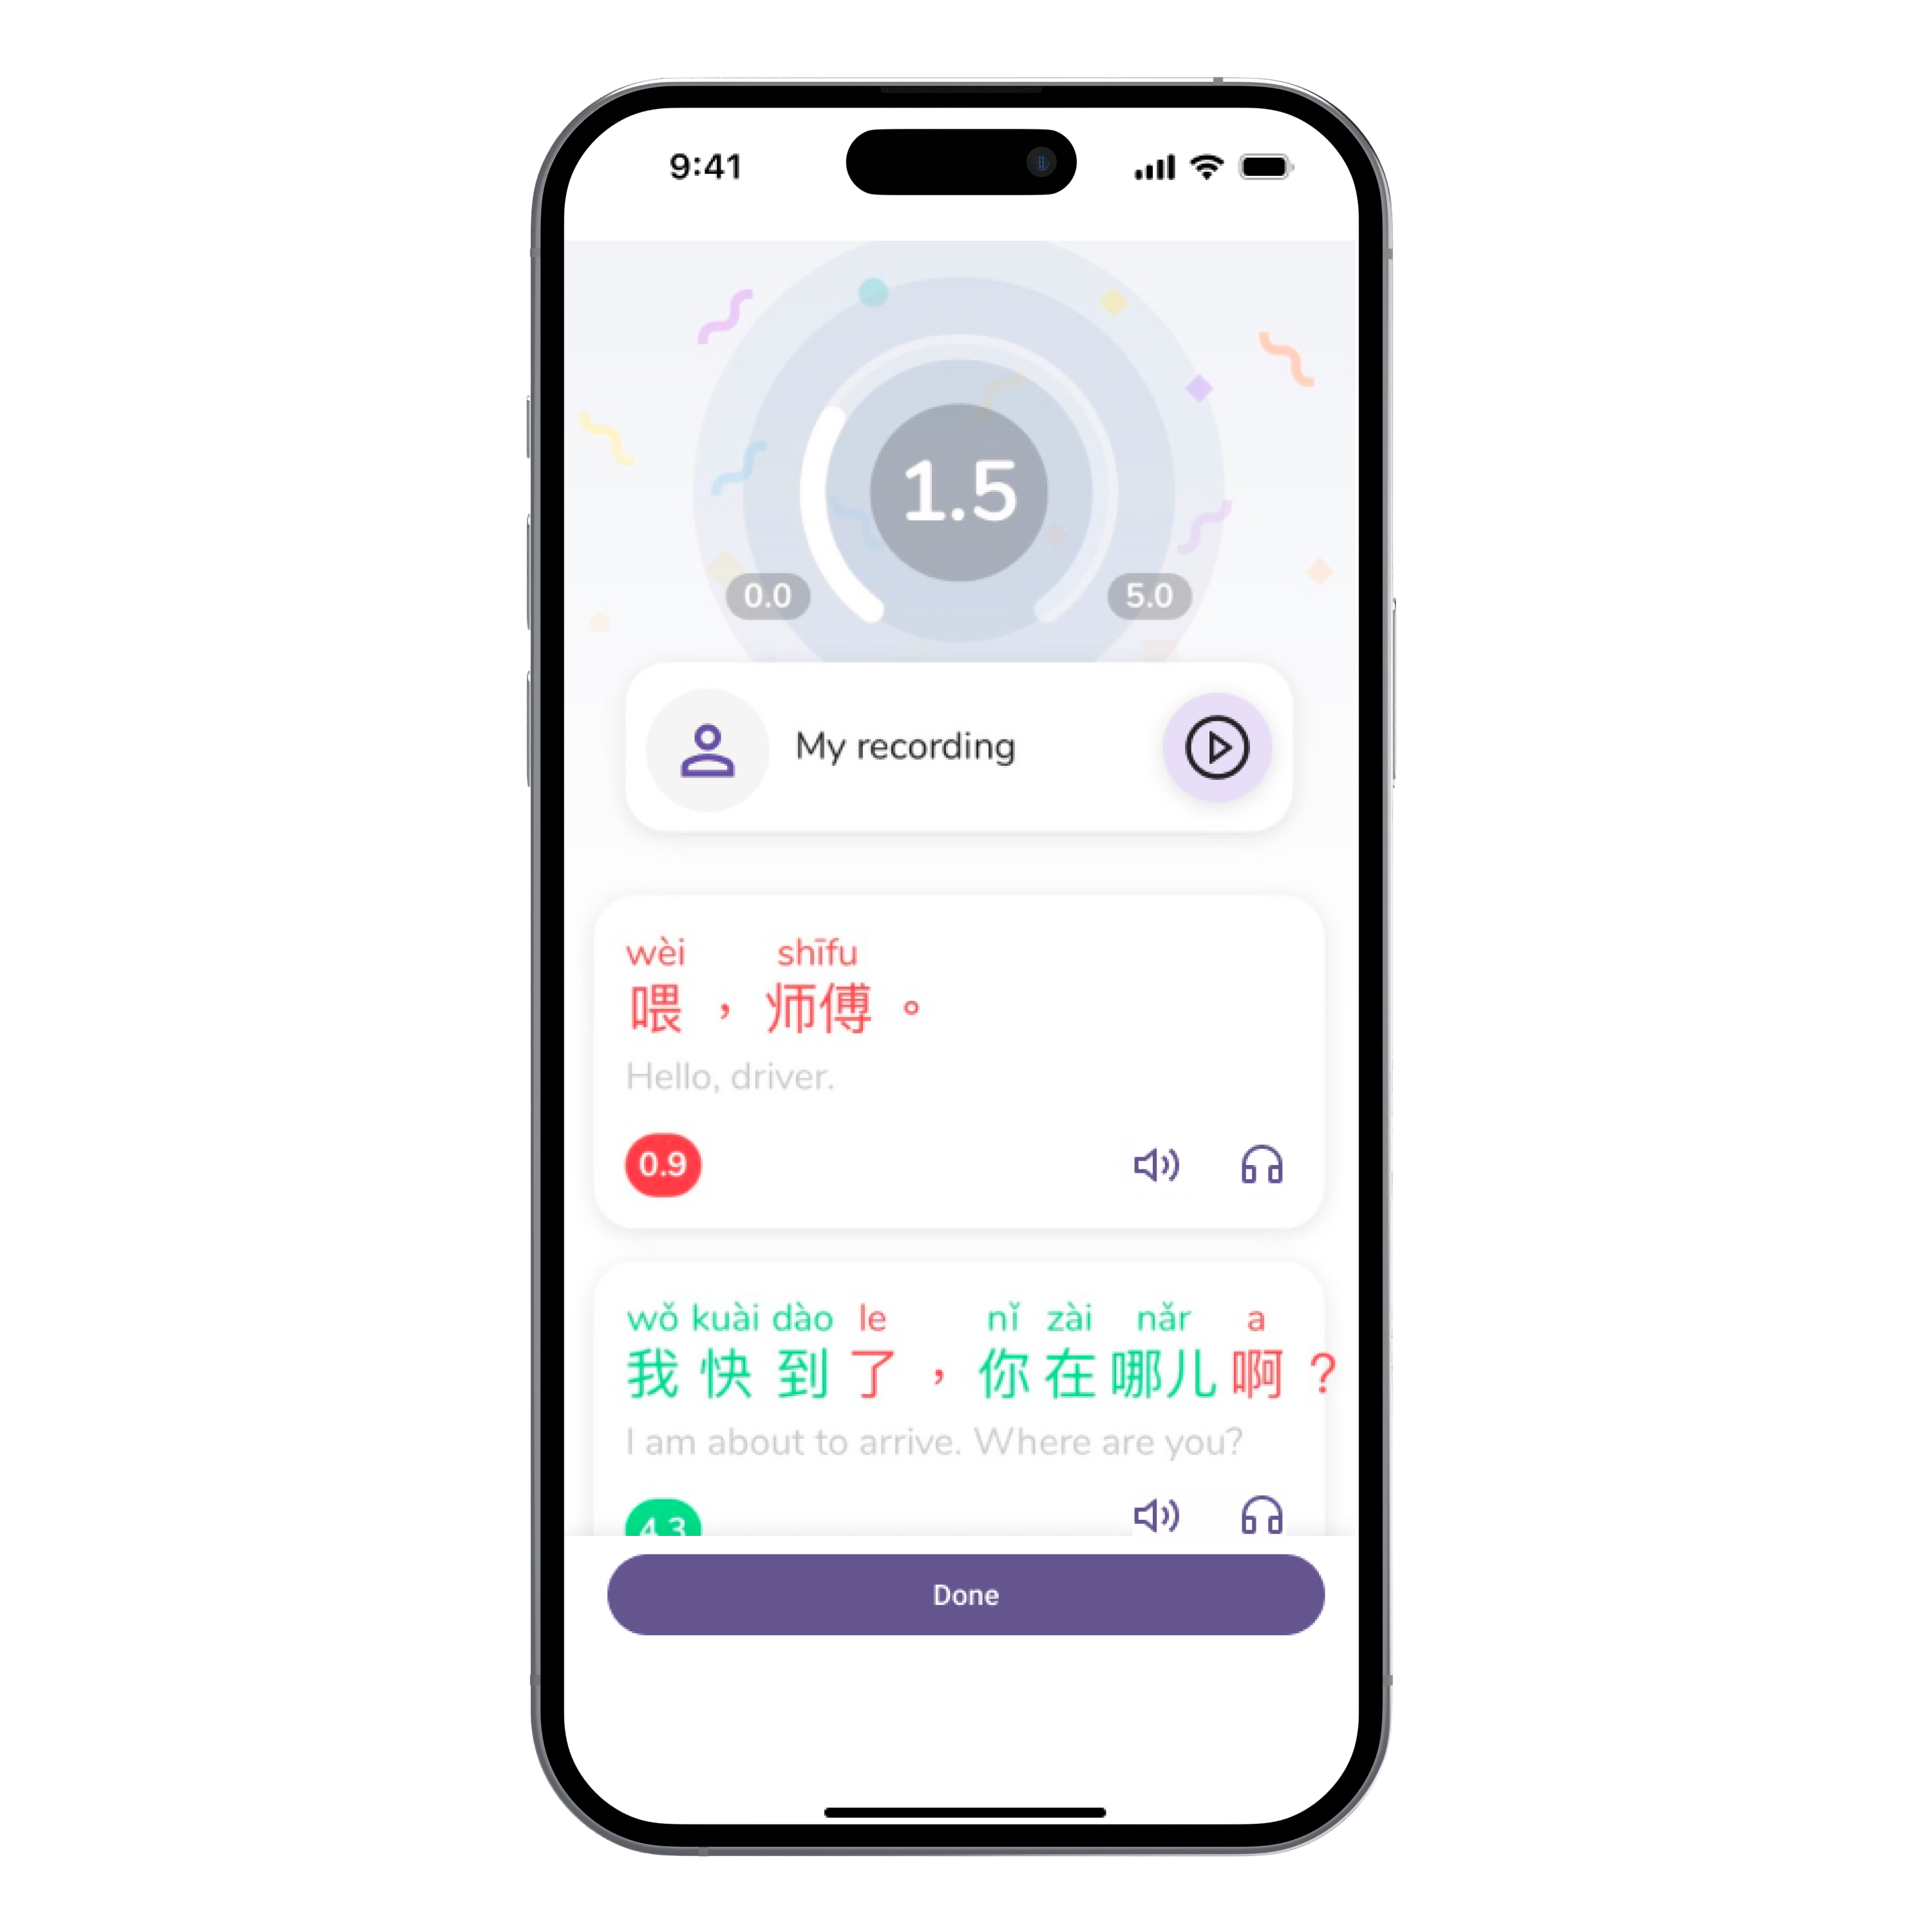 9:41
1.5
0.0
5.0
My recording
wèi shīfu
喂，师傅。
Hello, driver.
0.9
wǒ kuài dào le nǐ zài nǎr a
我快到了，你在哪儿啊？
I am about to arrive. Where are you?
4.3
Done